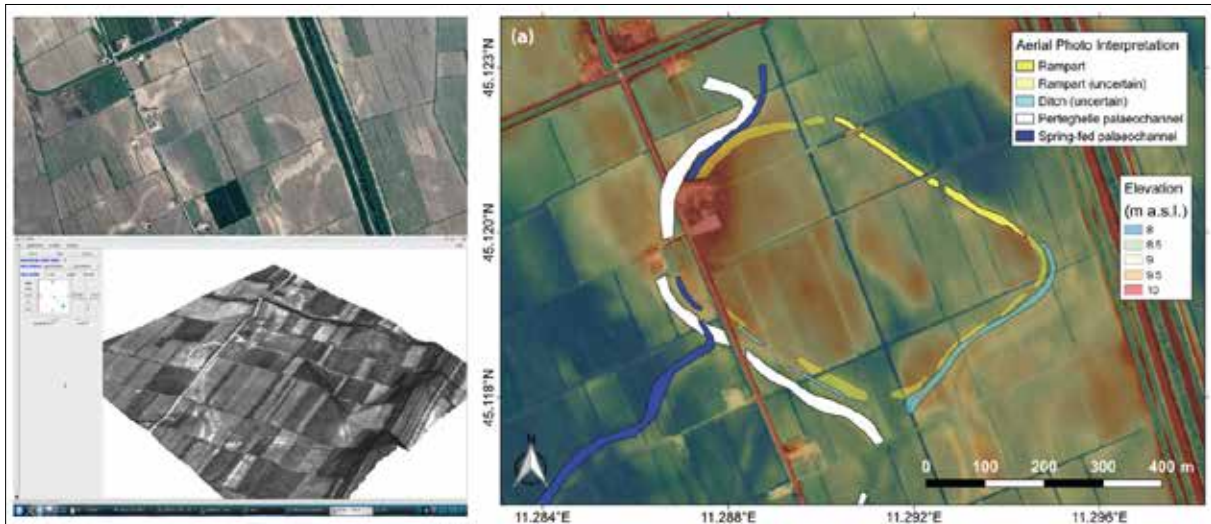 (a)
Aerial Photo Interpretation
Rampart
Rampart (uncertain)
Ditch (uncertain)
Perteghelle palaeochannel
Spring-fed palaeochannel
Elevation
(m a.s.l.)
8
8.5
9
9.5
10
45.123°N
45.120°N
45.118°N
N
0 100 200 300 400 m
11.284°E 11.288°E 11.292°E 11.296°E